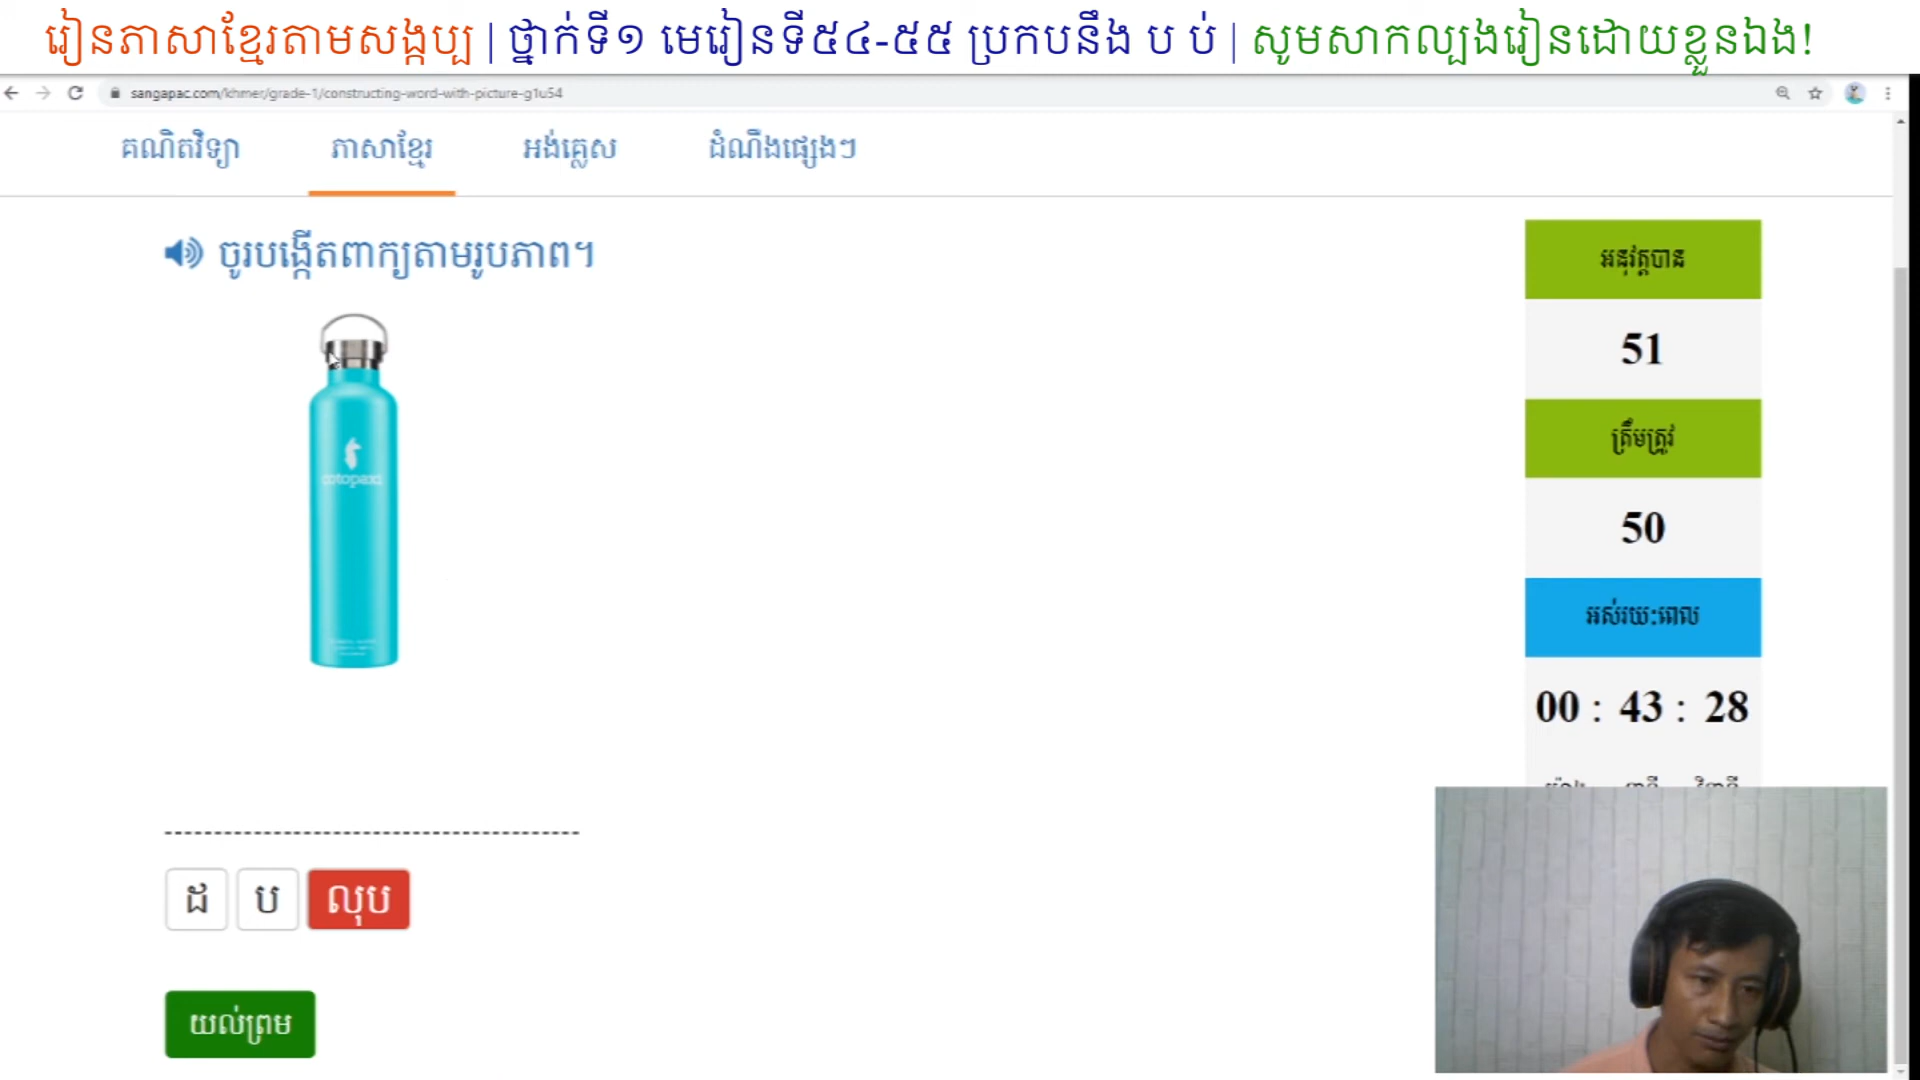 រៀនភាសាខ្មែរតាមសង្កប្ប | ថ្នាក់ទី១ មេរៀនទី៥៤-៥៥ ប្រកបនឹង ប ប់ | សូមសាកល្បងរៀនដោយខ្លួនឯង!
sangapac.com/khmer/grade-1/constructing-word-with-picture-g1u54
គណិតវិទ្យា ភាសាខ្មែរ អង់គ្លេស ដំណឹងផ្សេងៗ
ចូរបង្កើតពាក្យតាមរូបភាព។
អនុវត្តបាន
51
ត្រឹមត្រូវ
50
អស់រយៈពេល
00 : 43 : 28
cotopaxi
ដ ប លុប
យល់ព្រម